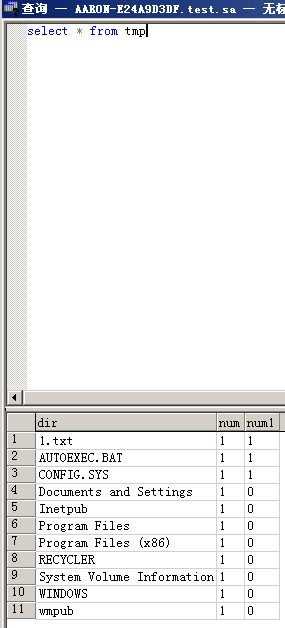 查询 — AARON-E24A9D3DF.test.sa — 无标
select * from tmp
dir num num1
1 1.txt 1 1
2 AUTOEXEC.BAT 1 1
3 CONFIG.SYS 1 1
4 Documents and Settings 1 0
5 Inetpub 1 0
6 Program Files 1 0
7 Program Files (x86) 1 0
8 RECYCLER 1 0
9 System Volume Information 1 0
10 WINDOWS 1 0
11 wmpub 1 0